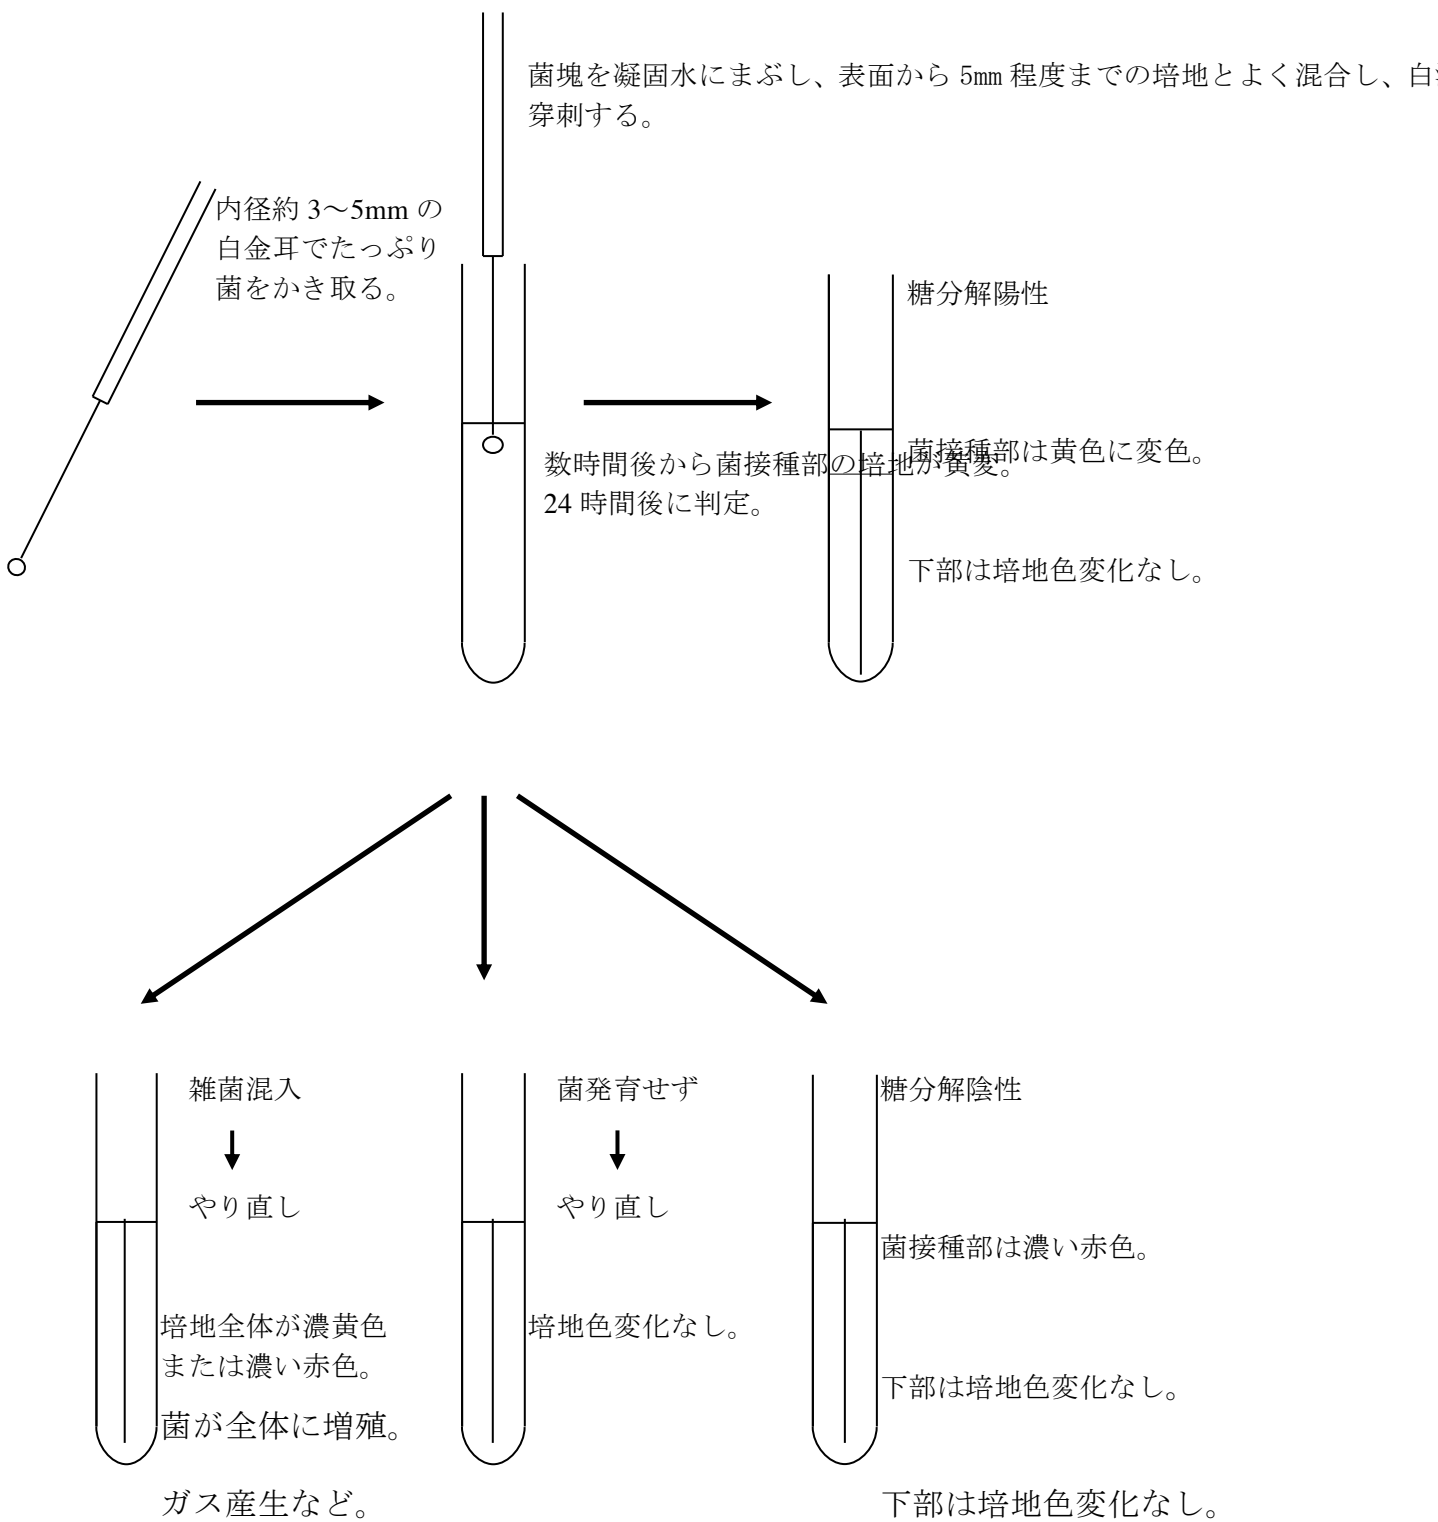 菌塊を凝固水にまぶし、表面から 5mm 程度までの培地とよく混合し、白
穿刺する。
内径約 3～5mm の
白金耳でたっぷり
菌をかき取る。
糖分解陽性
菌接種部は黄色に変色。
数時間後から菌接種部の培地が黄変。
24 時間後に判定。
下部は培地色変化なし。
雑菌混入
やり直し
培地全体が濃黄色
または濃い赤色。
菌が全体に増殖。
ガス産生など。
菌発育せず
やり直し
培地色変化なし。
糖分解陰性
菌接種部は濃い赤色。
下部は培地色変化なし。
下部は培地色変化なし。